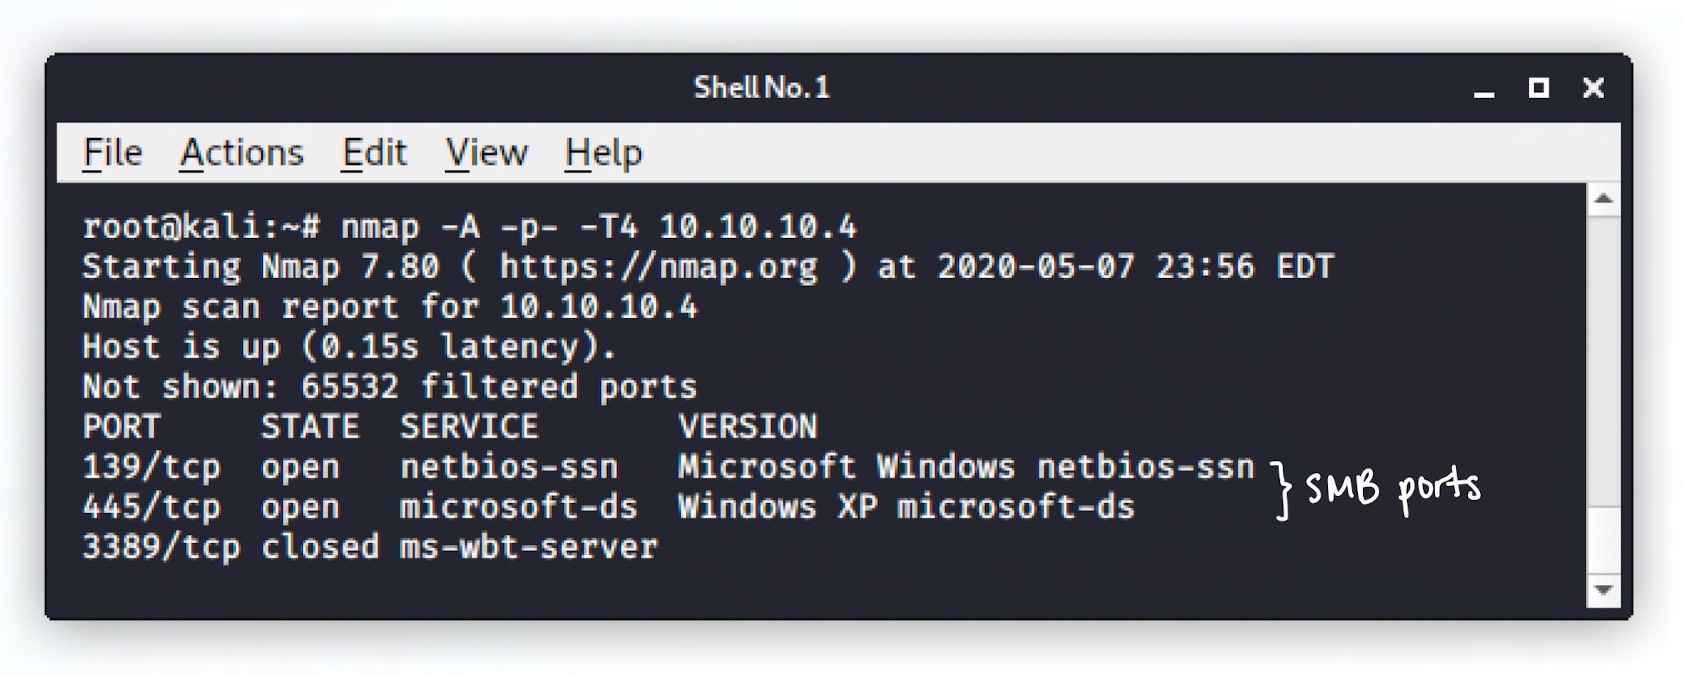 Shell No. 1
File Actions Edit View Help
root@kali:~# nmap -A -p- -T4 10.10.10.4
Starting Nmap 7.80 ( https://nmap.org ) at 2020-05-07 23:56 EDT
Nmap scan report for 10.10.10.4
Host is up (0.15s latency).
Not shown: 65532 filtered ports
PORT     STATE  SERVICE       VERSION
139/tcp  open   netbios-ssn   Microsoft Windows netbios-ssn
445/tcp  open   microsoft-ds  Windows XP microsoft-ds
} SMB ports
3389/tcp closed ms-wbt-server